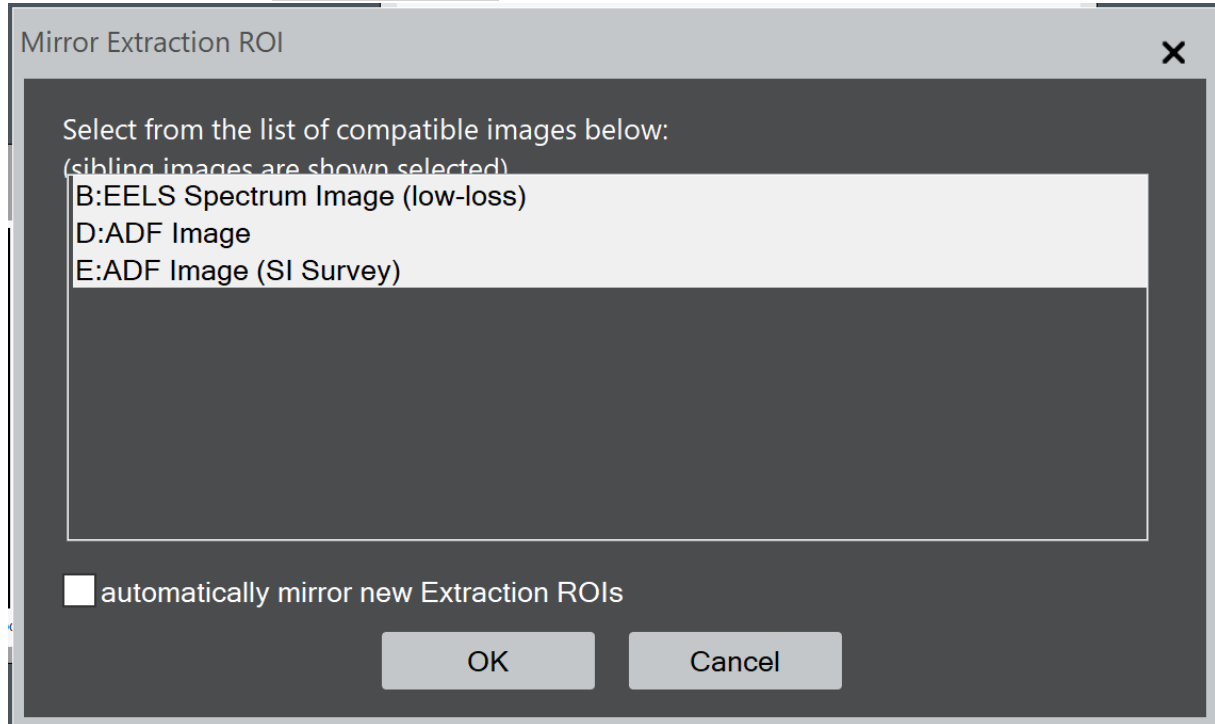 Mirror Extraction ROI
Select from the list of compatible images below:
(sibling images are shown selected)
B:EELS Spectrum Image (low-loss)
D:ADF Image
E:ADF Image (SI Survey)
automatically mirror new Extraction ROIs
OK
Cancel